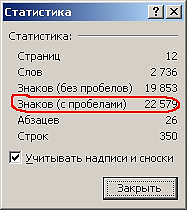 Статистика
Статистика:
Страниц 12
Слов 2 736
Знаков (без пробелов) 19 853
Знаков (с пробелами) 22 579
Абзацев 26
Строк 350
Учитывать надписи и сноски
Закрыть